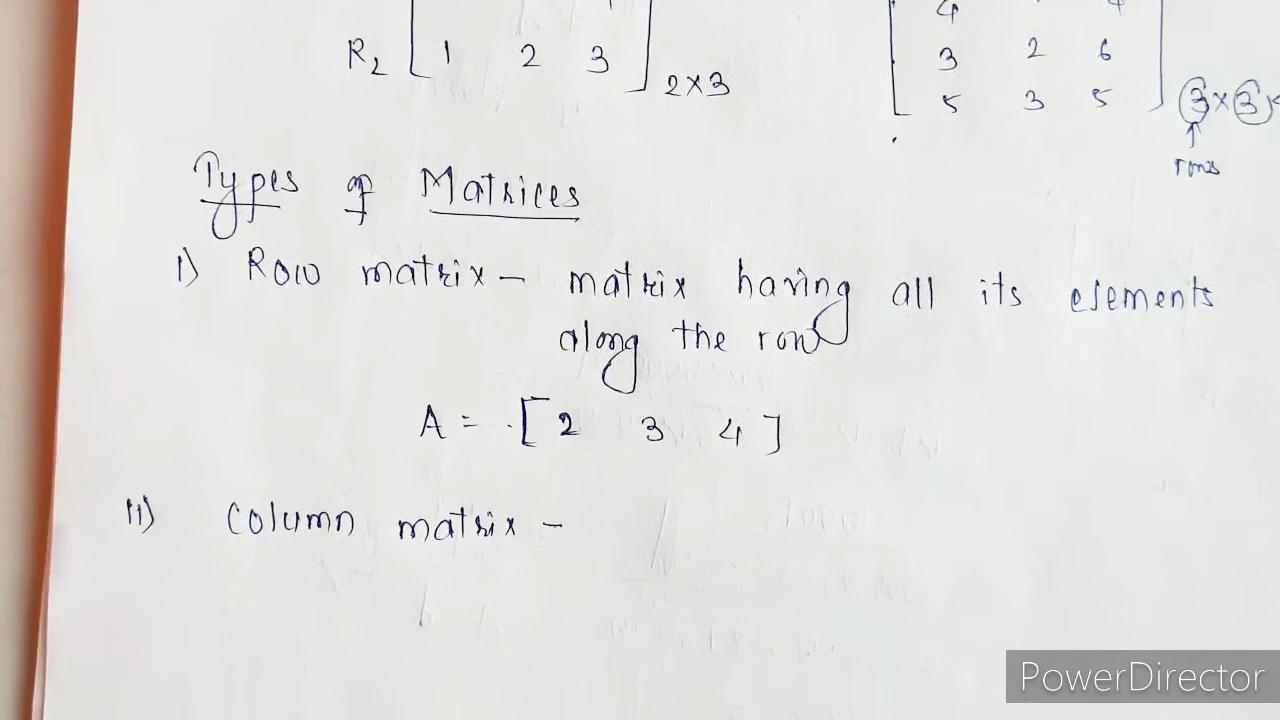 4
R2 1 2 3 2×3
3 2 6
5 3 5 3×3
rows
Types of Matrices
i) Row matrix - matrix having all its elements
along the row
A = [ 2 3 4 ]
ii) Column matrix -
PowerDirector